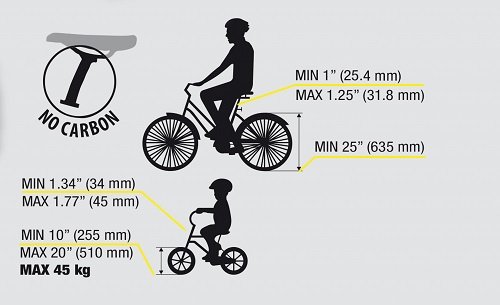 NO CARBON
MIN 1” (25.4 mm)
MAX 1.25” (31.8 mm)
MIN 25” (635 mm)
MIN 1.34” (34 mm)
MAX 1.77” (45 mm)
MIN 10” (255 mm)
MAX 20” (510 mm)
MAX 45 kg